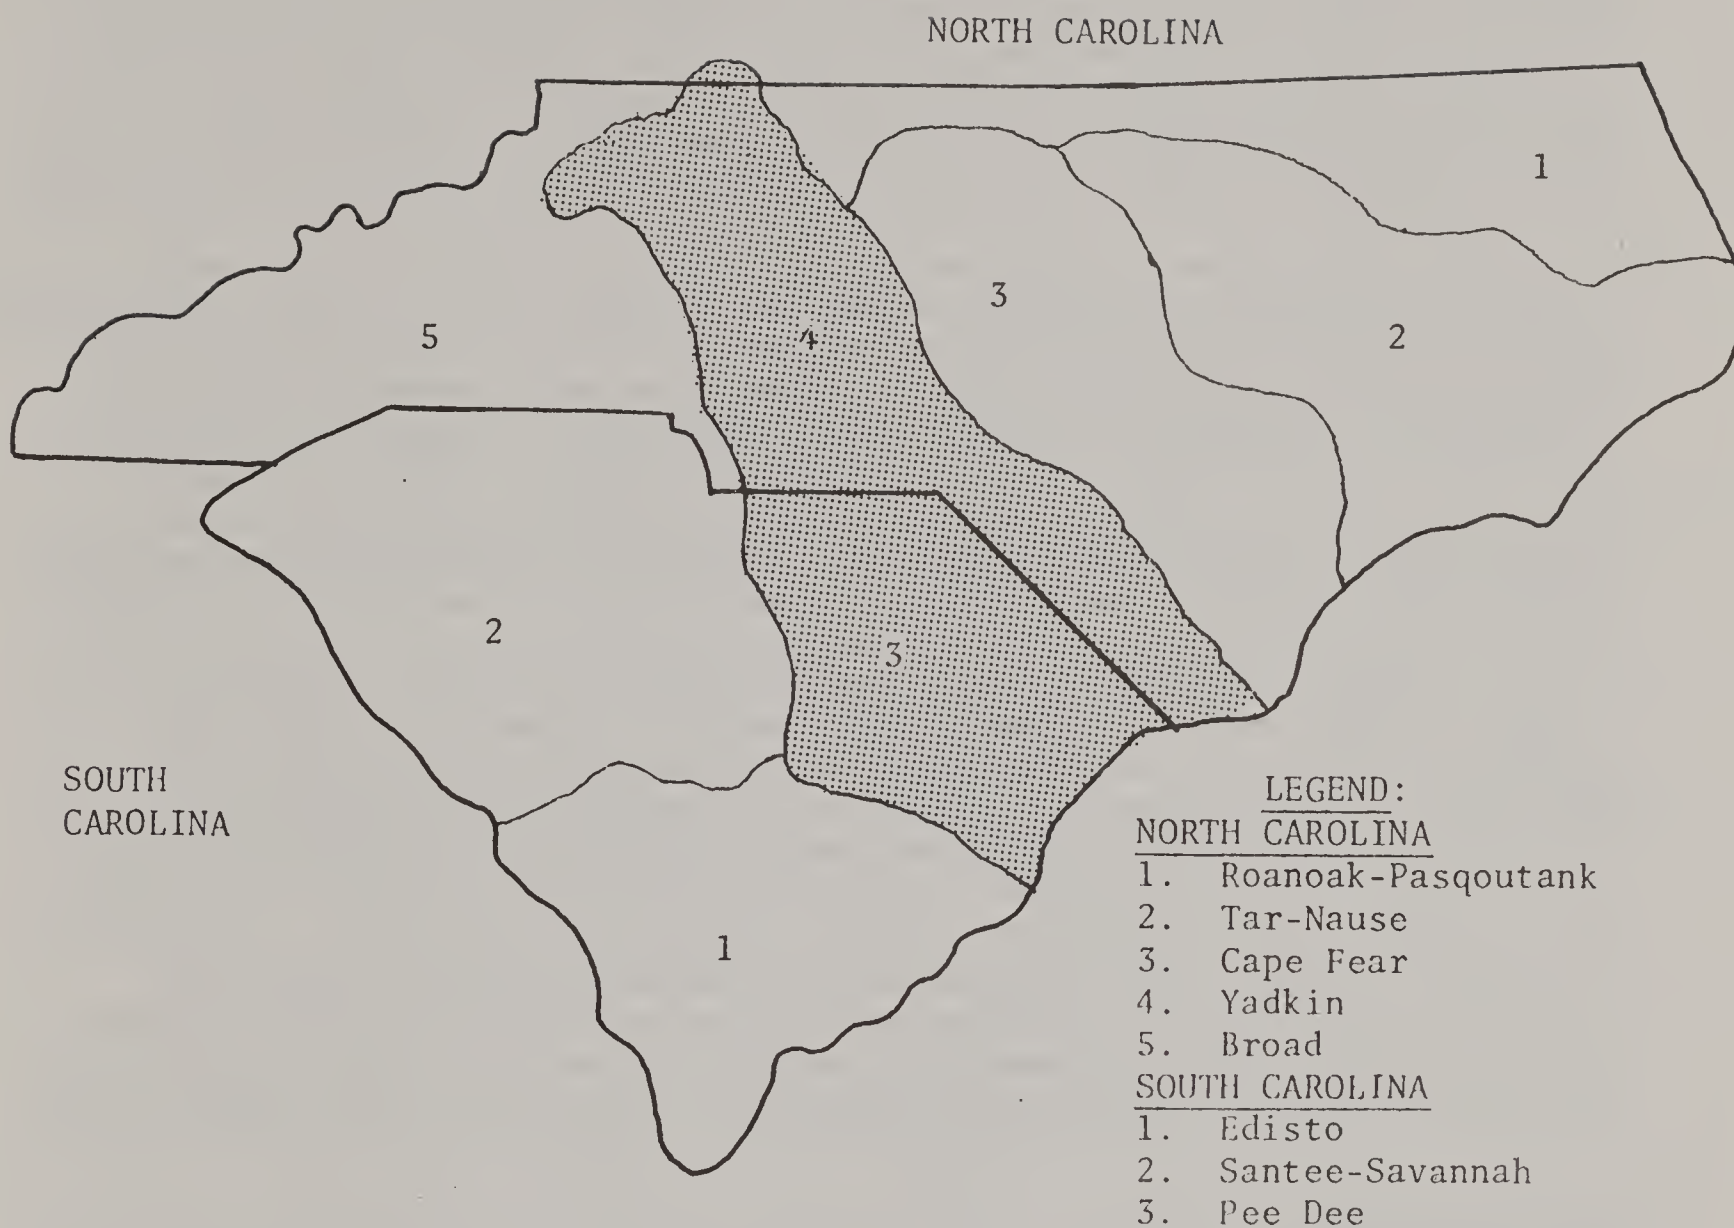 NORTH CAROLINA
1
3
2
5
4
2
3
1
SOUTH
CAROLINA
LEGEND:
NORTH CAROLINA
1. Roanoak-Pasqoutank
2. Tar-Nause
3. Cape Fear
4. Yadkin
5. Broad
SOUTH CAROLINA
1. Edisto
2. Santee-Savannah
3. Pee Dee